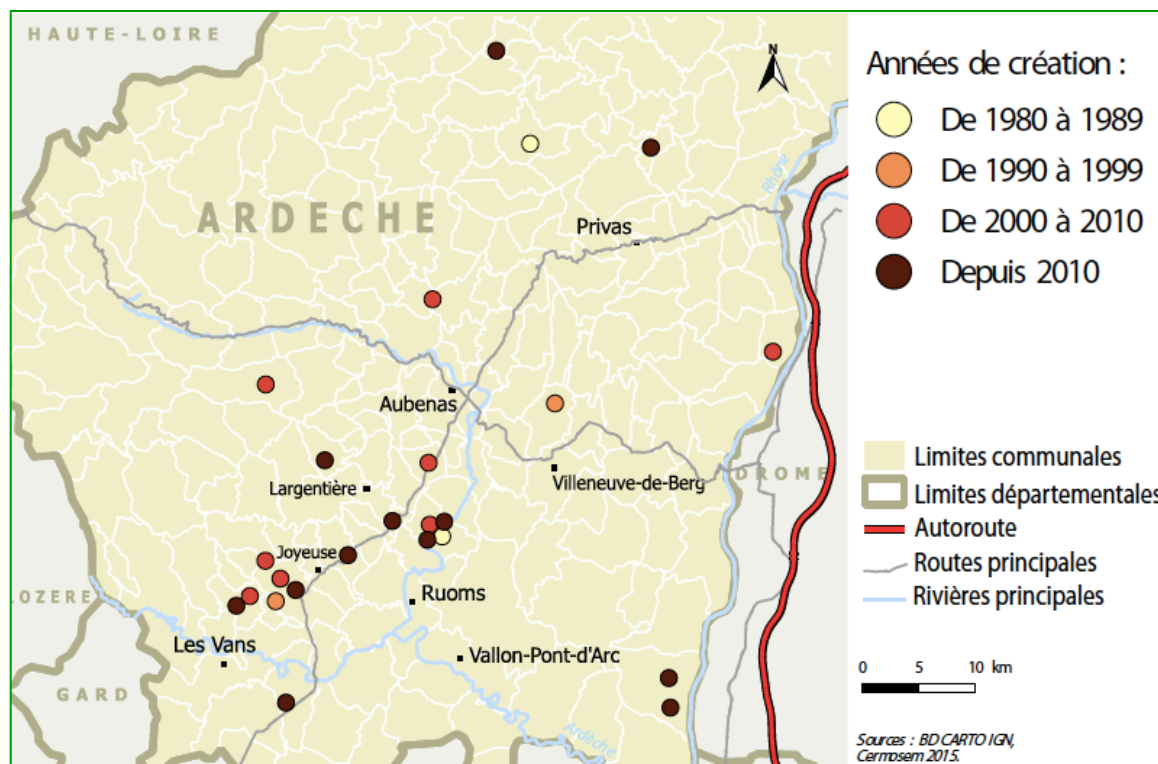 HAUTE-LOIRE
N
ARDECHE
Rhône
Privas
Aubenas
Villeneuve-de-Berg
DROME
Largentière
Joyeuse
Ruoms
LOZERE
Les Vans
Vallon-Pont-d'Arc
GARD
Ardèche
Années de création :
De 1980 à 1989
De 1990 à 1999
De 2000 à 2010
Depuis 2010
Limites communales
Limites départementales
Autoroute
Routes principales
Rivières principales
0 5 10 km
Sources : BD CARTO IGN,
Cermosem 2015.